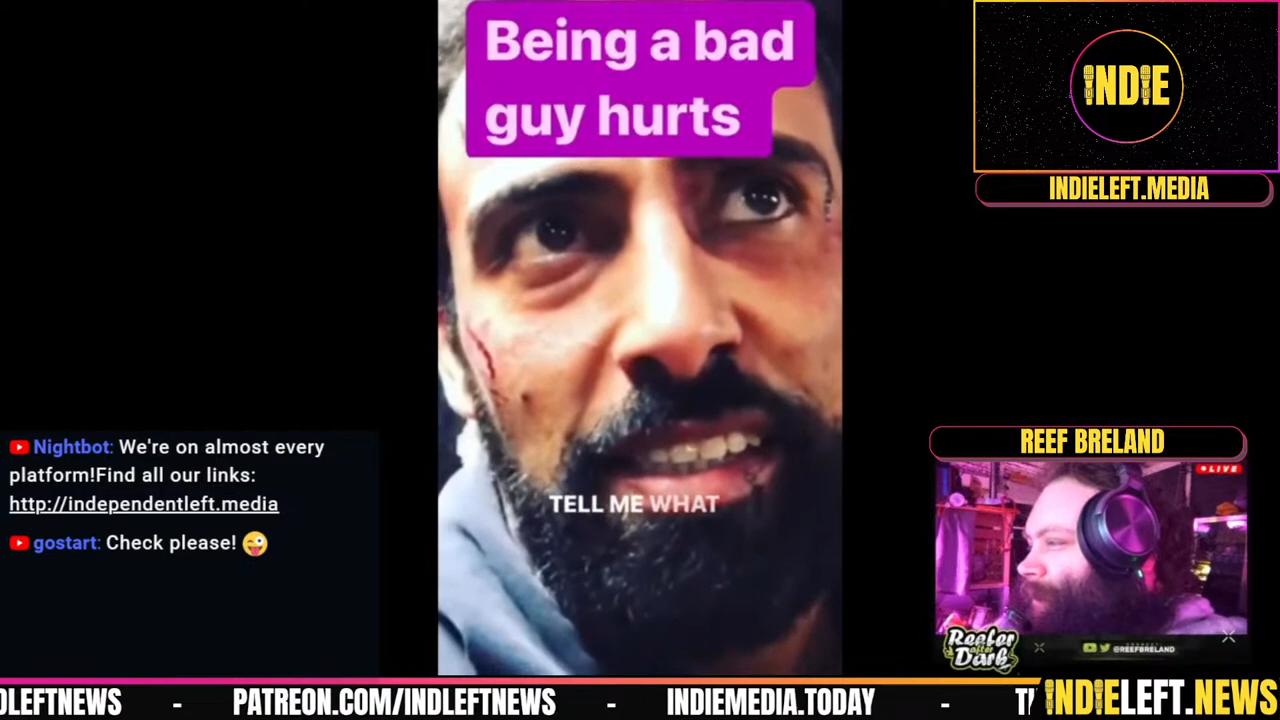 Being a bad
guy hurts
TELL ME WHAT
INDIE
INDIELEFT.MEDIA
Nightbot: We're on almost every
platform!Find all our links:
http://independentleft.media
gostart: Check please! 😜
REEF BRELAND
LIVE
Reefer
after
Dark
@REEFBRELAND
DLEFTNEWS - PATREON.COM/INDLEFTNEWS - INDIEMEDIA.TODAY - 
INDIELEFT.NEWS